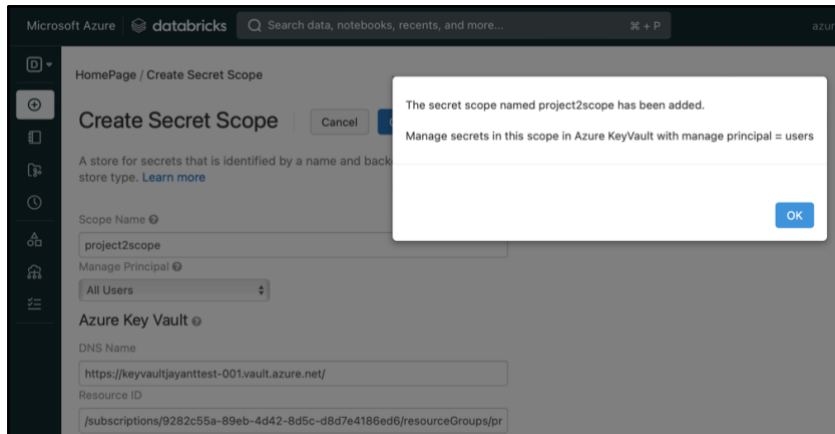 Microsoft Azure databricks Search data, notebooks, recents, and more... ⌘ + P azur
D
HomePage / Create Secret Scope
The secret scope named project2scope has been added.
Manage secrets in this scope in Azure KeyVault with manage principal = users
OK
Create Secret Scope Cancel
A store for secrets that is identified by a name and back
store type. Learn more
Scope Name
project2scope
Manage Principal
All Users
Azure Key Vault
DNS Name
https://keyvaultjayanttest-001.vault.azure.net/
Resource ID
/subscriptions/9282c55a-89eb-4d42-8d5c-d8d7e4186ed6/resourceGroups/pr